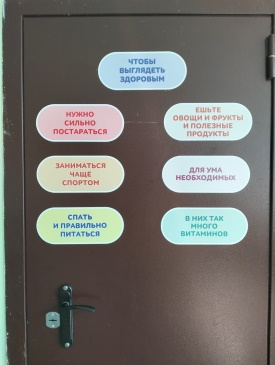 ЧТОБЫ
ВЫГЛЯДЕТЬ
ЗДОРОВЫМ
НУЖНО
СИЛЬНО
ПОСТАРАТЬСЯ
ЗАНИМАТЬСЯ
ЧАЩЕ
СПОРТОМ
СПАТЬ
И ПРАВИЛЬНО
ПИТАТЬСЯ
ЕШЬТЕ
ОВОЩИ И ФРУКТЫ
И ПОЛЕЗНЫЕ
ПРОДУКТЫ
ДЛЯ УМА
НЕОБХОДИМЫХ
В НИХ ТАК
МНОГО
ВИТАМИНОВ